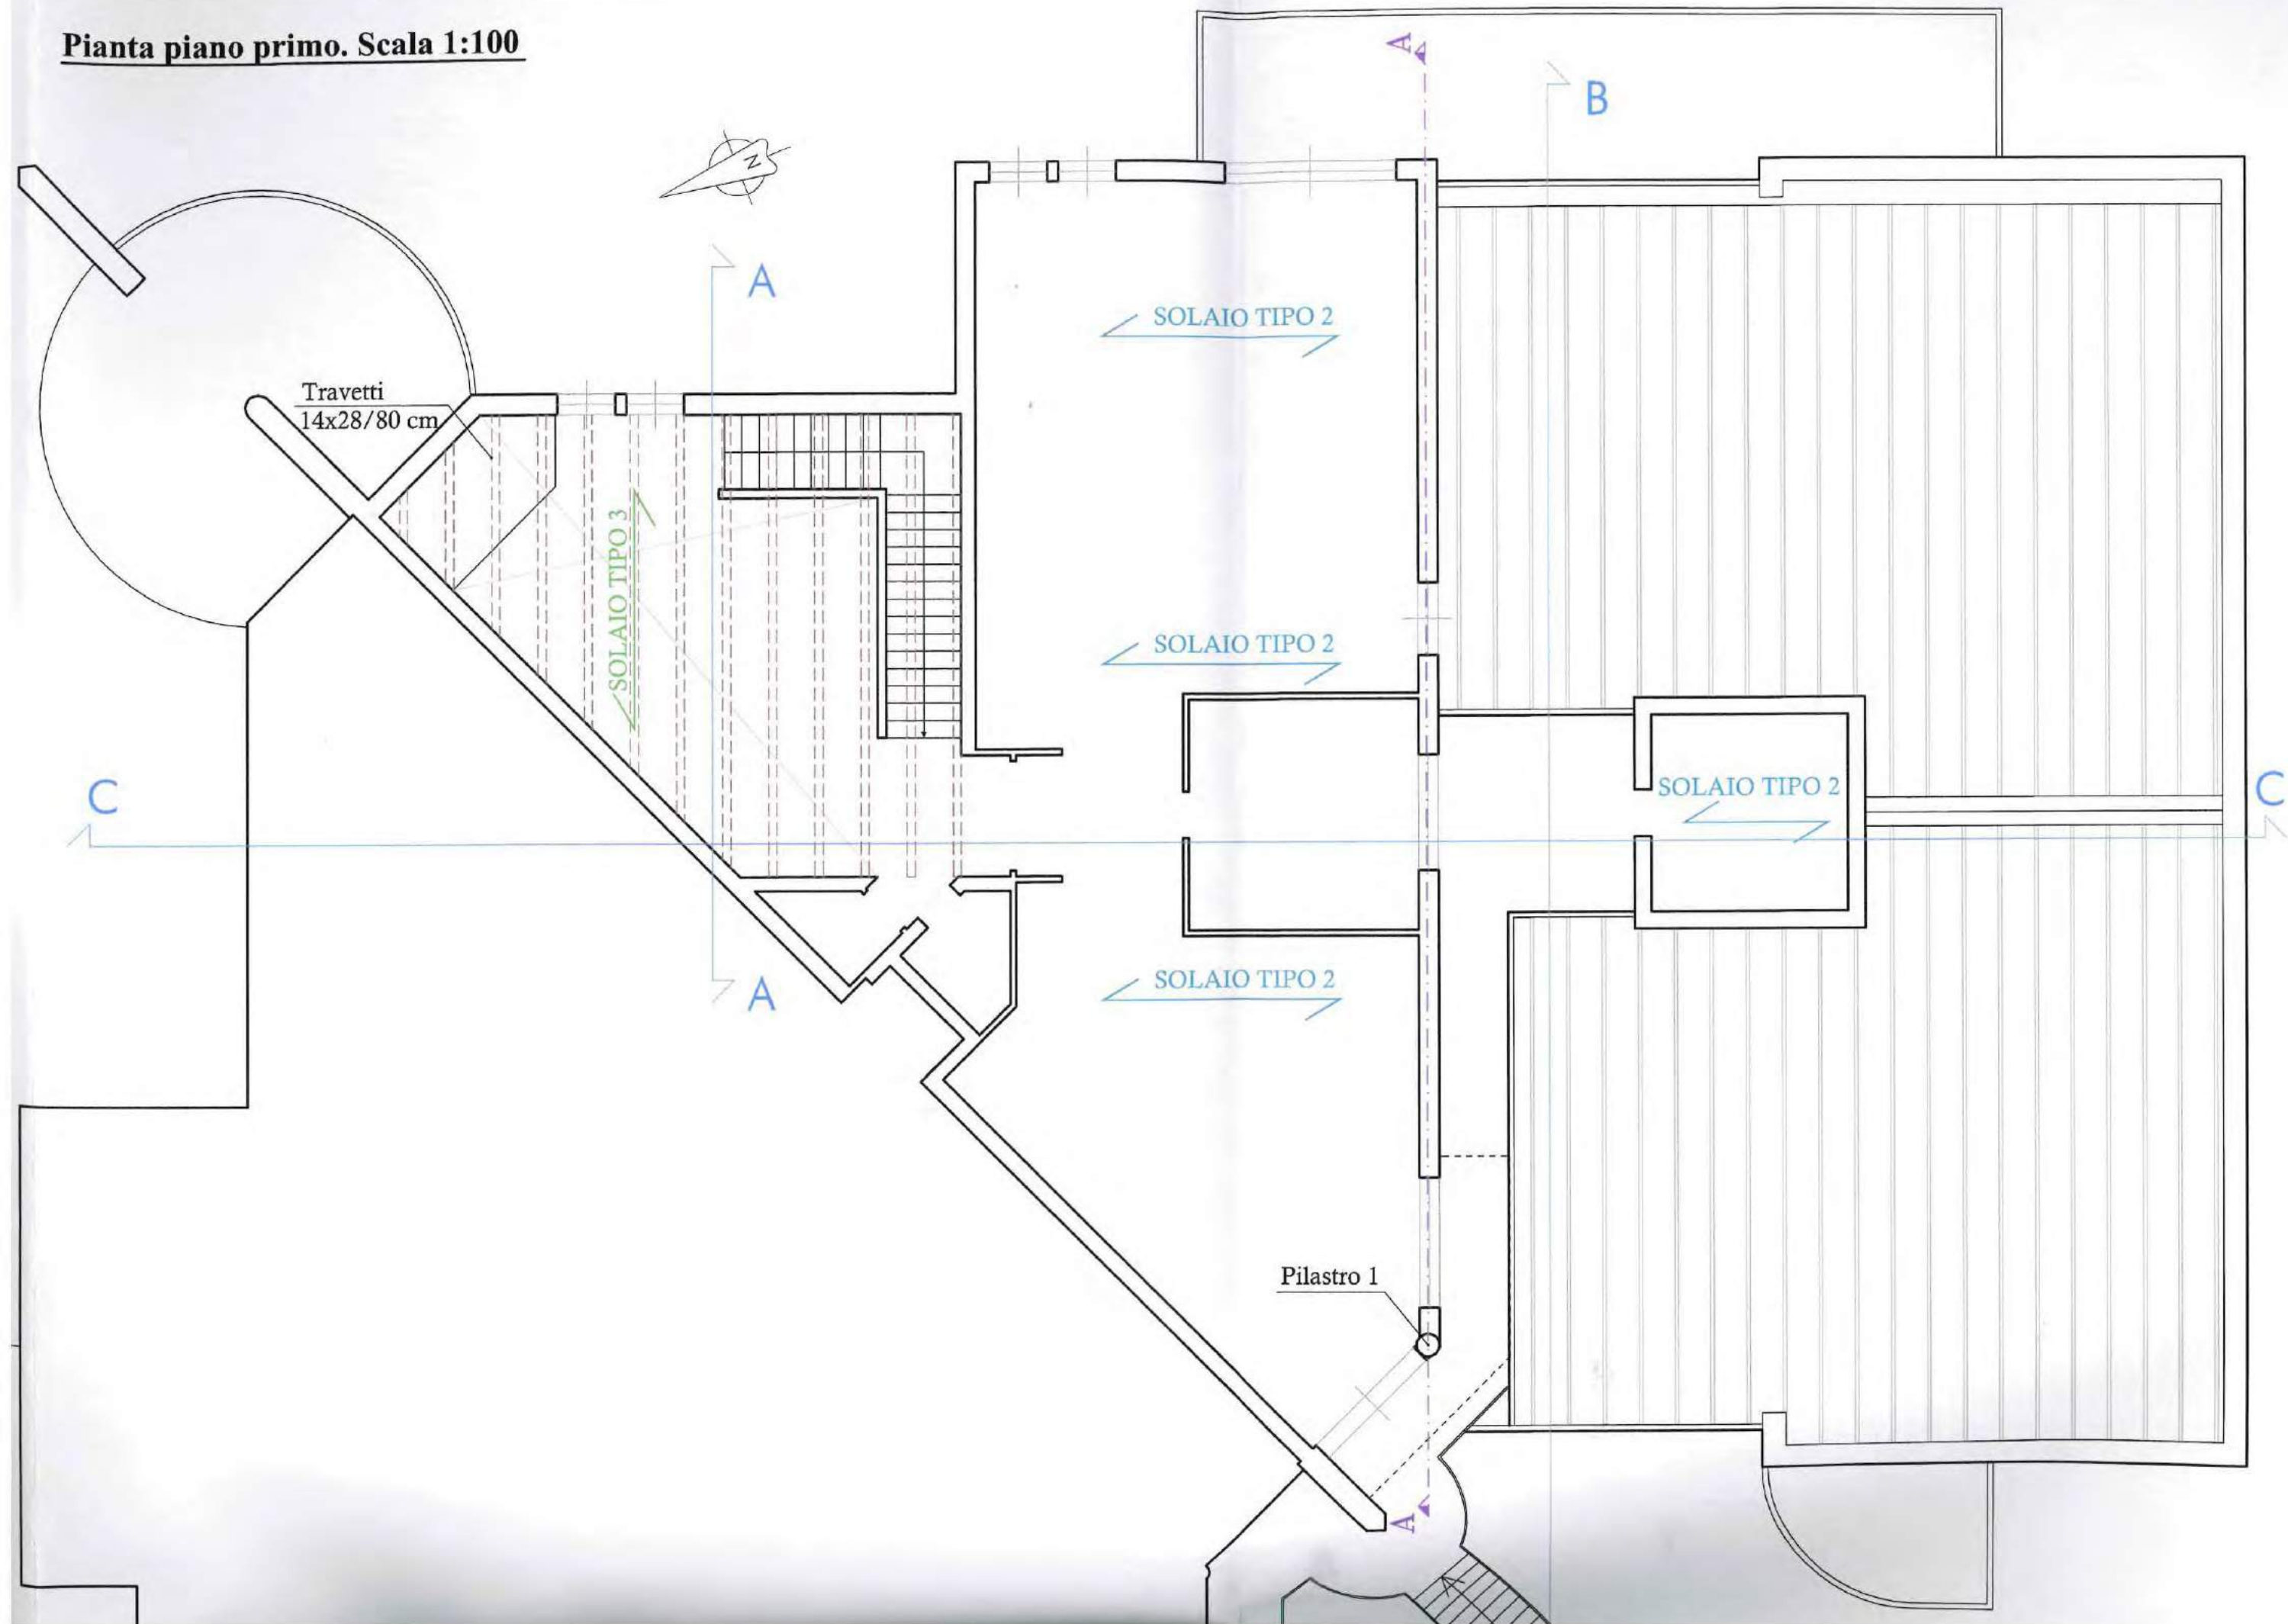 Pianta piano primo. Scala 1:100
A
B
N
A
SOLAIO TIPO 2
Travetti
14x28/80 cm
SOLAIO TIPO 3
SOLAIO TIPO 2
C
SOLAIO TIPO 2
C
A
SOLAIO TIPO 2
Pilastro 1
A